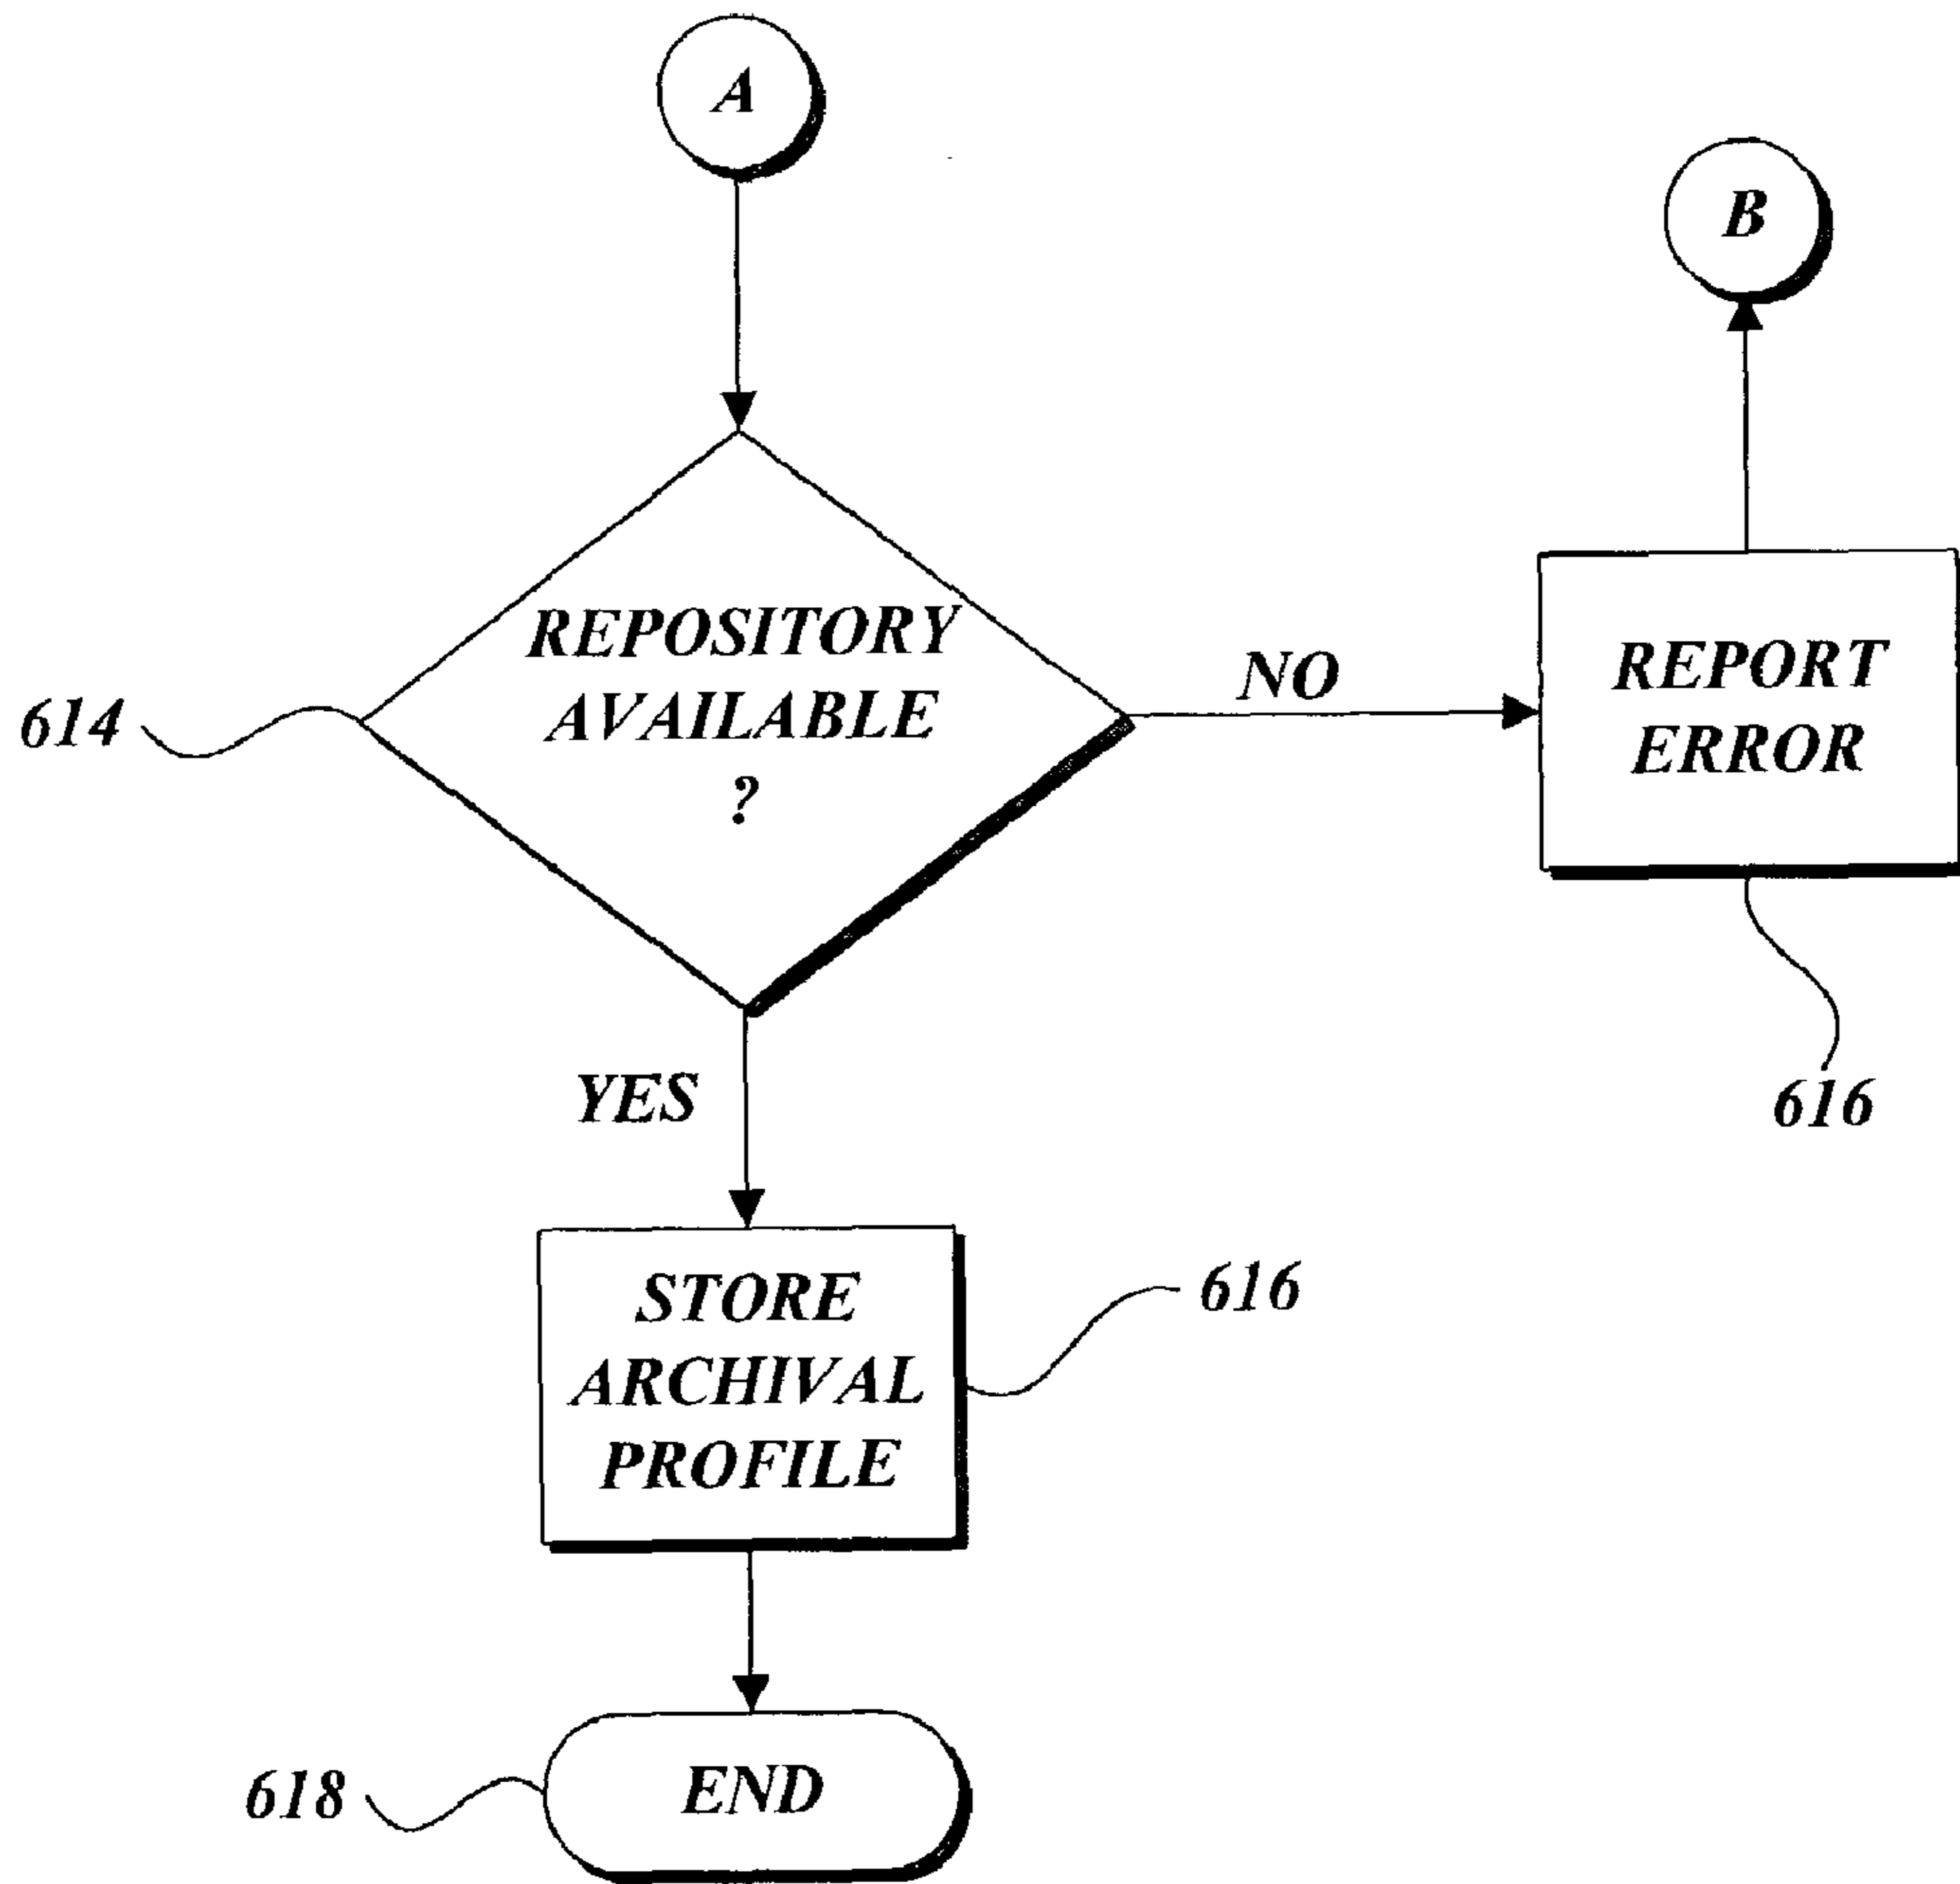 A
B
REPOSITORY
AVAILABLE
?
614
NO
REPORT
ERROR
616
YES
STORE
ARCHIVAL
PROFILE
616
END
618